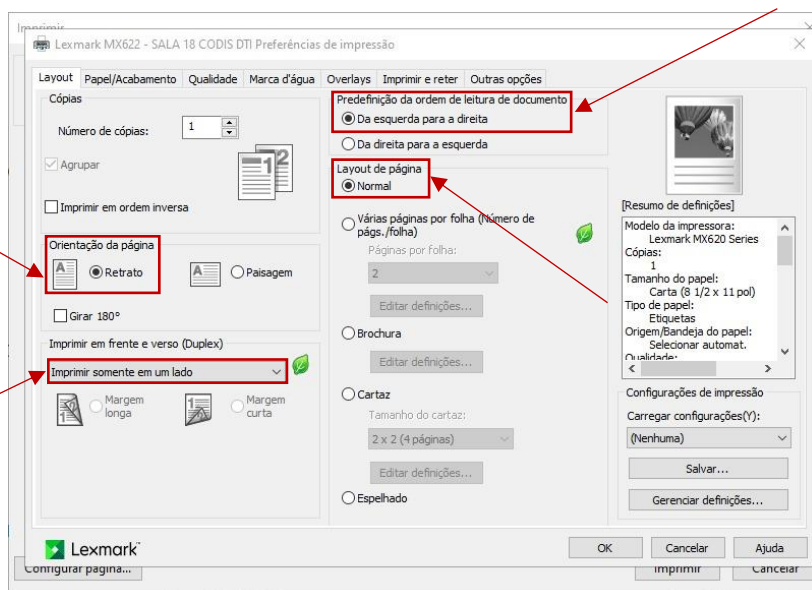 Imprimir
Lexmark MX622 - SALA 18 CODIS DTI Preferências de impressão
Layout Papel/Acabamento Qualidade Marca d'água Overlays Imprimir e reter Outras opções
Cópias
Número de cópias: 1
Agrupar
1 2
Imprimir em ordem inversa
Orientação da página
A Retrato
A Paisagem
Girar 180º
Imprimir em frente e verso (Duplex)
Imprimir somente em um lado
Margem
longa
Margem
curta
Predefinição da ordem de leitura de documento
Da esquerda para a direita
Da direita para a esquerda
Layout de página
Normal
Várias páginas por folha (Número de
págs./folha)
Páginas por folha:
2
Editar definições...
Brochura
Editar definições...
Cartaz
Tamanho do cartaz:
2 x 2 (4 páginas)
Editar definições...
Espelhado
[Resumo de definições]
Modelo da impressora:
Lexmark MX620 Series
Cópias:
1
Tamanho do papel:
Carta (8 1/2 x 11 pol)
Tipo de papel:
Etiquetas
Origem/Bandeja do papel:
Selecionar automat.
Qualidade:
Configurações de impressão
Carregar configurações(Y):
(Nenhuma)
Salvar...
Gerenciar definições...
Lexmark™
OK Cancelar Ajuda
Configurar página... Imprimir Cancelar